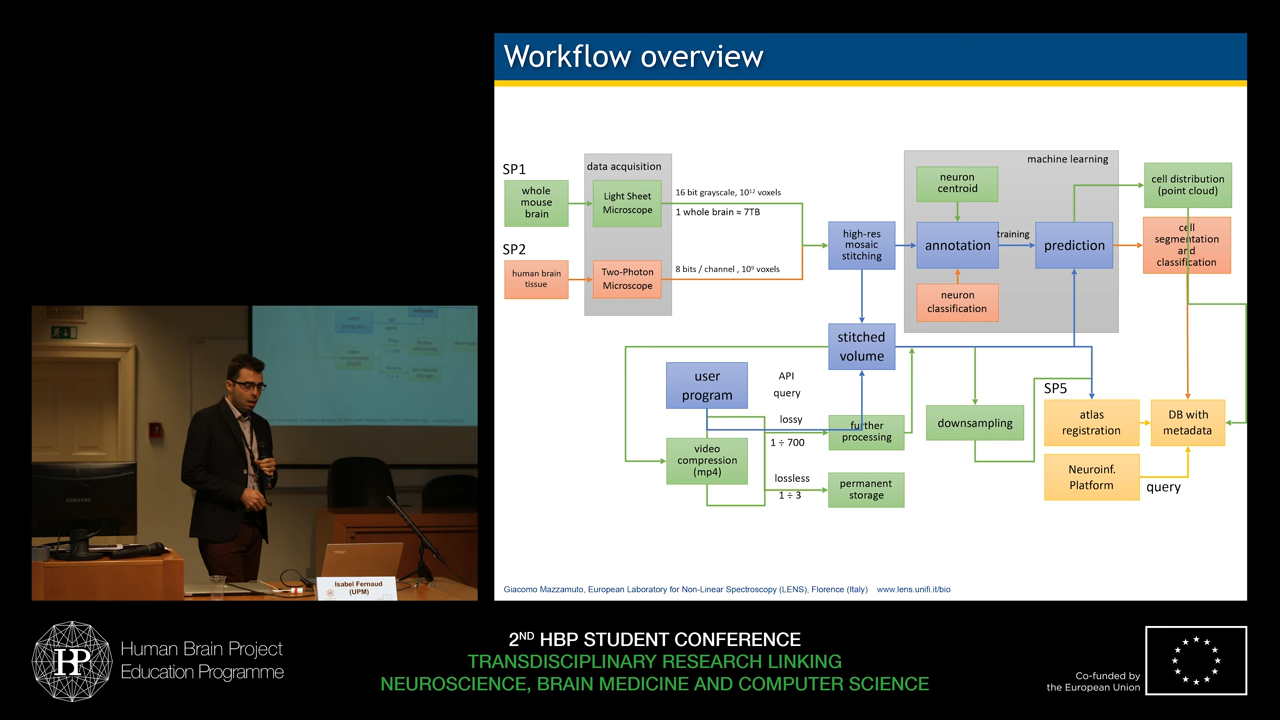 Workflow overview
SP1
whole
mouse
brain
data acquisition
Light Sheet
Microscope
16 bit grayscale, 10¹² voxels
1 whole brain ≈ 7TB
SP2
human brain
tissue
Two-Photon
Microscope
8 bits / channel , 10⁹ voxels
high-res
mosaic
stitching
machine learning
neuron
centroid
annotation
training
prediction
neuron
classification
cell distribution
(point cloud)
cell
segmentation
and
classification
stitched
volume
user
program
API
query
lossy
1 ÷ 700
further
processing
video
compression
(mp4)
lossless
1 ÷ 3
permanent
storage
downsampling
SP5
atlas
registration
DB with
metadata
Neuroinf.
Platform
query
Giacomo Mazzamuto, European Laboratory for Non-Linear Spectroscopy (LENS), Florence (Italy) www.lens.unifi.it/bio
SAMSUNG
Isabel Fernaud
(UPM)
HBP
Human Brain Project
Education Programme
2ND HBP STUDENT CONFERENCE
TRANSDISCIPLINARY RESEARCH LINKING
NEUROSCIENCE, BRAIN MEDICINE AND COMPUTER SCIENCE
Co-funded by
the European Union